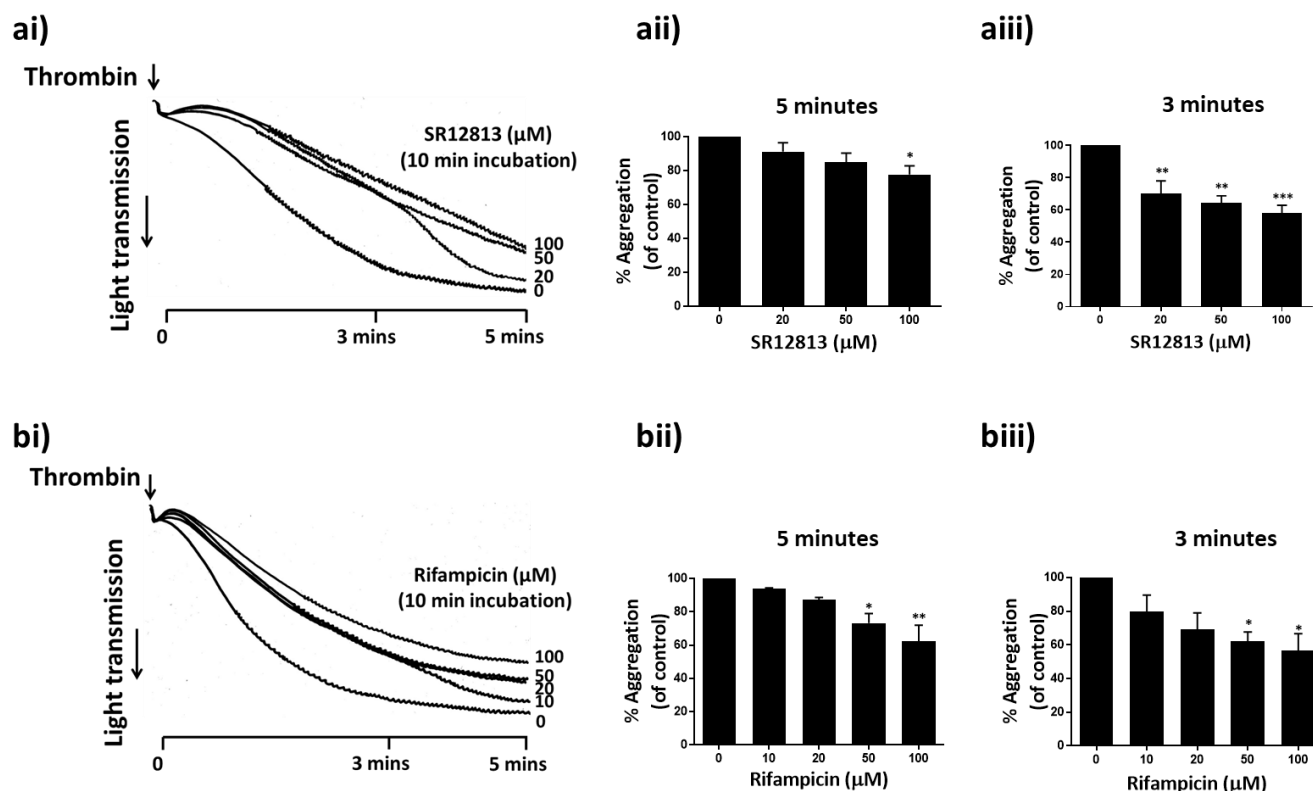 ai)
Thrombin
Light transmission
SR12813 (μM)
(10 min incubation)
100
50
20
0
0
3 mins
5 mins
aii)
5 minutes
% Aggregation
(of control)
100
80
60
40
20
0
*
0
20
50
100
SR12813 (μM)
aiii)
3 minutes
% Aggregation
(of control)
100
80
60
40
20
0
**
**
***
0
20
50
100
SR12813 (μM)
bi)
Thrombin
Light transmission
Rifampicin (μM)
(10 min incubation)
100
50
20
10
0
0
3 mins
5 mins
bii)
5 minutes
% Aggregation
(of control)
100
80
60
40
20
0
*
**
0
10
20
50
100
Rifampicin (μM)
biii)
3 minutes
% Aggregation
(of control)
100
80
60
40
20
0
*
*
0
10
20
50
100
Rifampicin (μM)